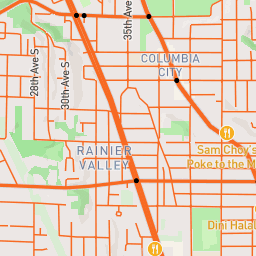 35th Ave S
28th Ave S
30th Ave S
COLUMBIA
CITY
Sam Choy's
Poke to the M
RAINIER
VALLEY
Dini Halal